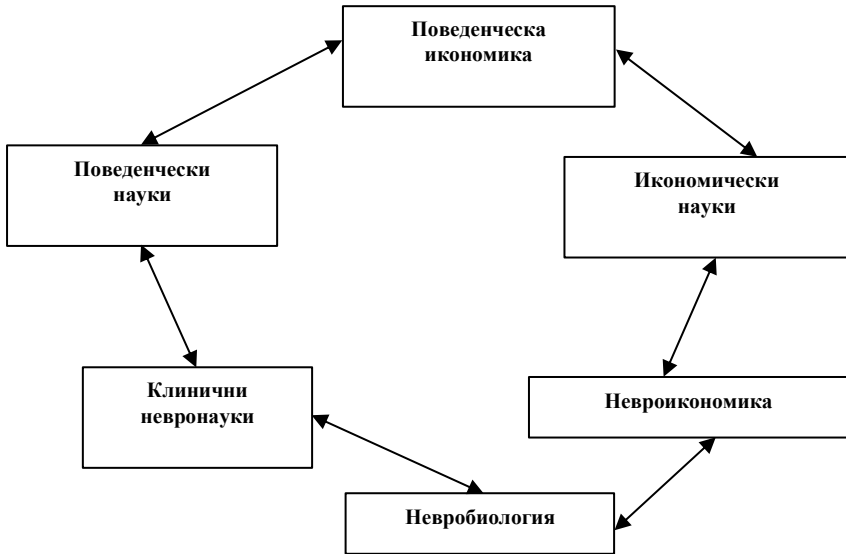 Поведенческа
икономика
Поведенчески
науки
Икономически
науки
Клинични
невронауки
Невроикономика
Невробиология